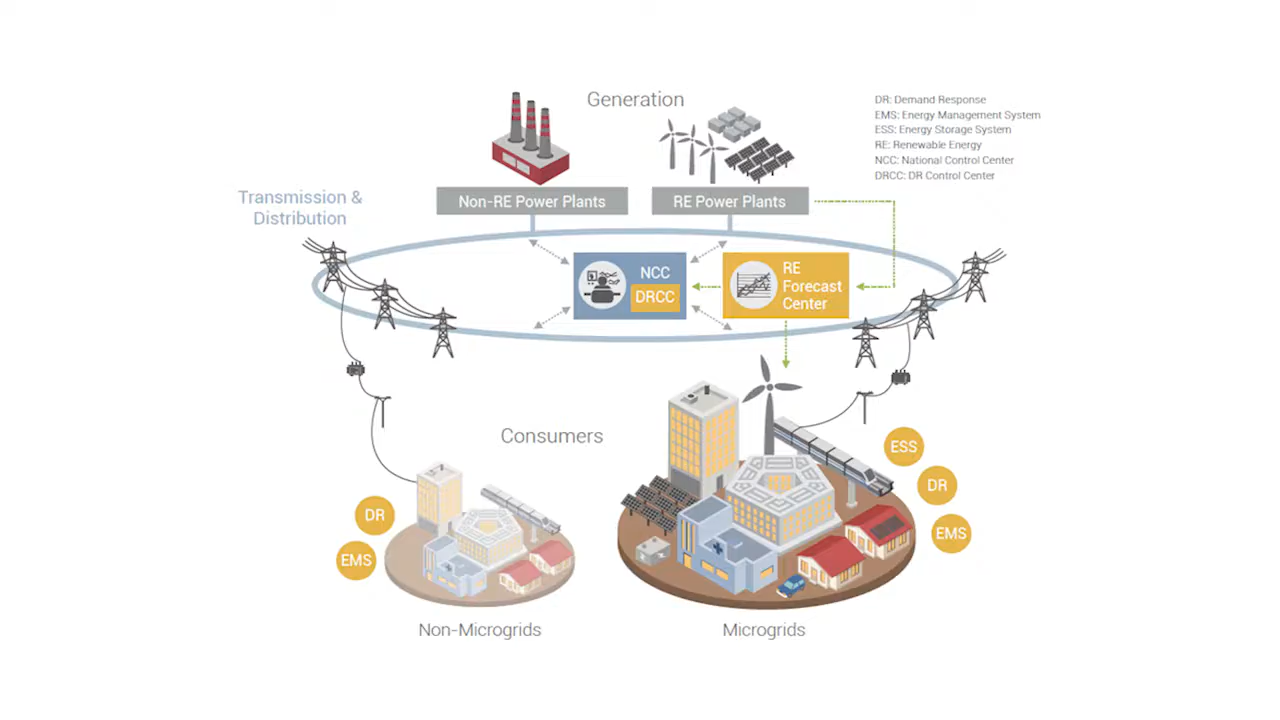 Generation
DR: Demand Response
EMS: Energy Management System
ESS: Energy Storage System
RE: Renewable Energy
NCC: National Control Center
DRCC: DR Control Center
Transmission &
Distribution
Non-RE Power Plants
RE Power Plants
NCC
DRCC
RE
Forecast
Center
Consumers
ESS
DR
EMS
DR
EMS
Non-Microgrids
Microgrids